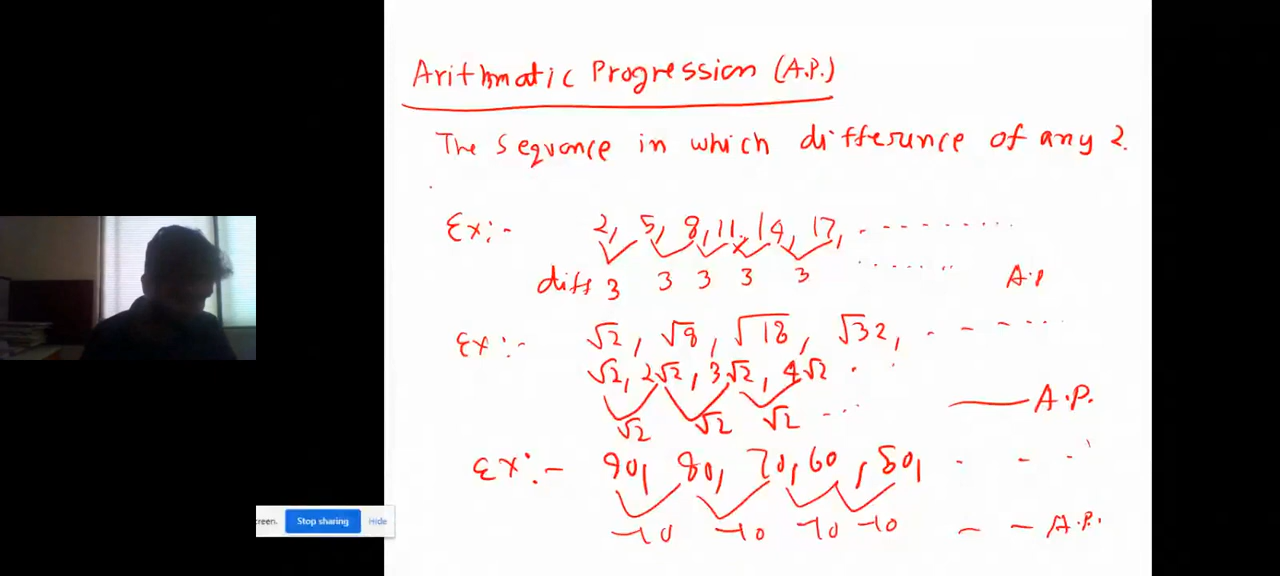 Arithmatic Progression (A.P.)
The sequence in which difference of any 2.
Ex:- 2, 5, 8, 11, 14, 17, ........
diff 3 3 3 3 3 ...... A.P
Ex:- √2, √8, √18, √32, ......
√2, 2√2, 3√2, 4√2 . .
√2 √2 √2 ... —— A.P.
Ex:- 90, 80, 70, 60, 50, . - - .
-10 -10 -10 -10 - - A.P.
creen. Stop sharing Hide